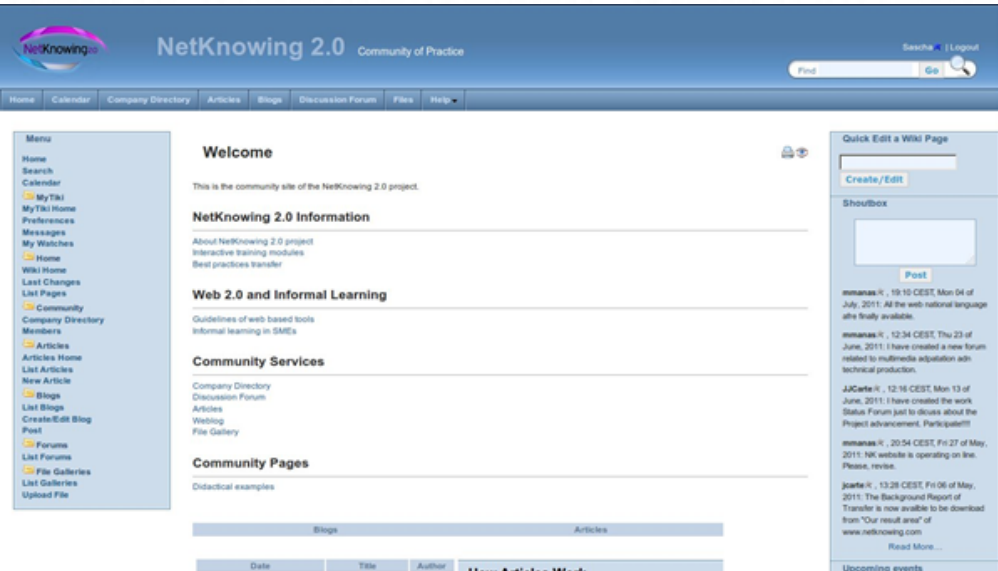 NetKnowing 2.0
NetKnowing 2.0 Community of Practice
Sascha | Logout
Find Go
Home Calendar Company Directory Articles Blogs Discussion Forum Files Help
Menu
Home
Search
Calendar
MyTiki
MyTiki Home
Preferences
Messages
My Watches
Home
Wiki Home
Last Changes
List Pages
Community
Company Directory
Members
Articles
Articles Home
List Articles
New Article
Blogs
List Blogs
Create/Edit Blog
Post
Forums
List Forums
File Galleries
List Galleries
Upload File
Welcome
This is the community site of the NetKnowing 2.0 project.
NetKnowing 2.0 Information
About NetKnowing 2.0 project
Interactive training modules
Best practices transfer
Web 2.0 and Informal Learning
Guidelines of web based tools
Informal learning in SMEs
Community Services
Company Directory
Discussion Forum
Articles
Weblog
File Gallery
Community Pages
Didactical examples
Blogs Articles
Date Title Author
How Articles Work
Quick Edit a Wiki Page
Create/Edit
Shoutbox
Post
mmanas , 19:10 CEST, Mon 04 of
July, 2011: All the web national language
afre finally available.
mmanas , 12:34 CEST, Thu 23 of
June, 2011: I have created a new forum
related to multimedia adpatation adn
technical production.
JJCarte , 12:16 CEST, Mon 13 of
June, 2011: I have created the work
Status Forum just to dicuss about the
Project advancement. Participate!!!!
mmanas , 20:54 CEST, Fri 27 of May,
2011: NK website is operating on line.
Please, revise.
jcarte , 13:28 CEST, Fri 06 of May,
2011: The Background Report of
Transfer is now avaible to be download
from "Our result area" of
www.netknowing.com
Read More...
Upcoming events